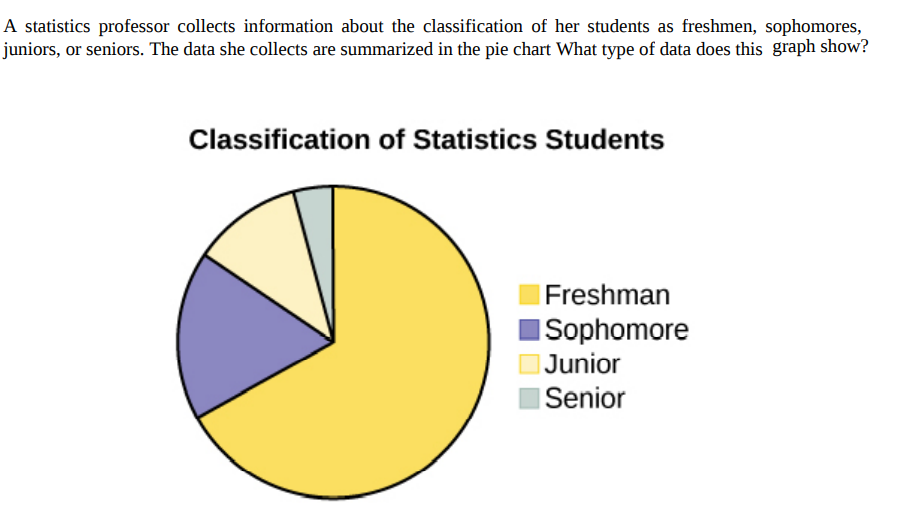 A statistics professor collects information about the classification of her students as freshmen, sophomores,
juniors, or seniors. The data she collects are summarized in the pie chart What type of data does this graph show?
Classification of Statistics Students
Freshman
Sophomore
Junior
Senior